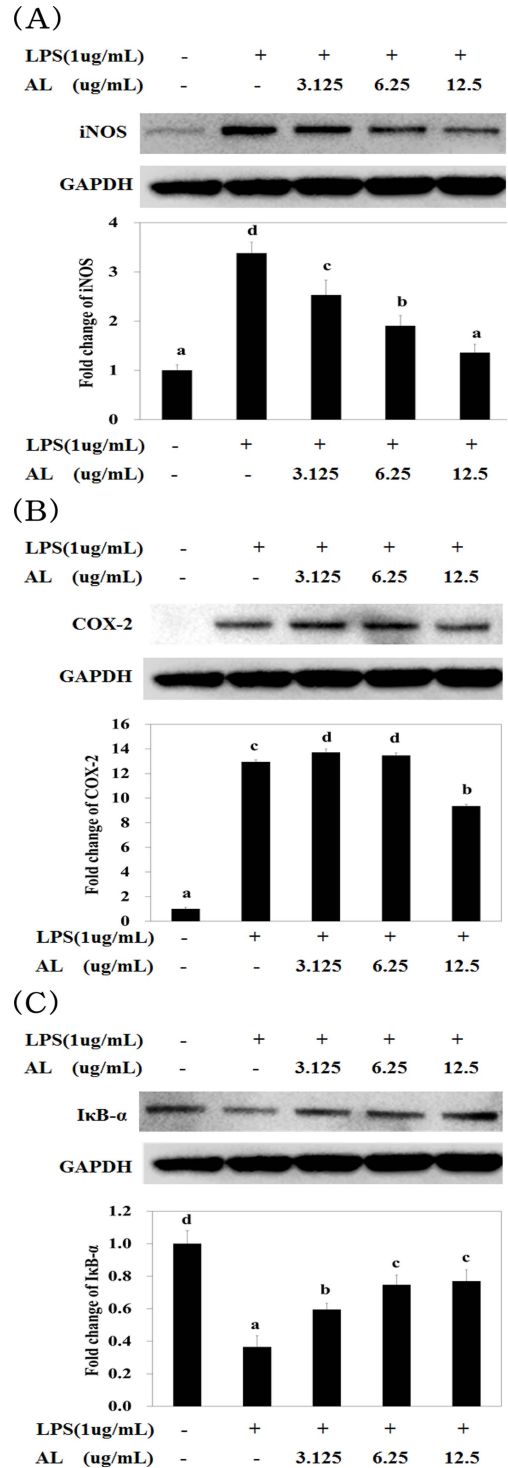 (A)
LPS(1ug/mL) - + + + +
AL (ug/mL) - - 3.125 6.25 12.5
iNOS
GAPDH
Fold change of iNOS
4
3
2
1
0
a d c b a
LPS(1ug/mL) - + + + +
AL (ug/mL) - - 3.125 6.25 12.5
(B)
LPS(1ug/mL) - + + + +
AL (ug/mL) - - 3.125 6.25 12.5
COX-2
GAPDH
Fold change of COX-2
16
14
12
10
8
6
4
2
0
a c d d b
LPS(1ug/mL) - + + + +
AL (ug/mL) - - 3.125 6.25 12.5
(C)
LPS(1ug/mL) - + + + +
AL (ug/mL) - - 3.125 6.25 12.5
IκB-α
GAPDH
Fold change of IκB-α
1.2
1.0
0.8
0.6
0.4
0.2
0.0
d a b c c
LPS(1ug/mL) - + + + +
AL (ug/mL) - - 3.125 6.25 12.5